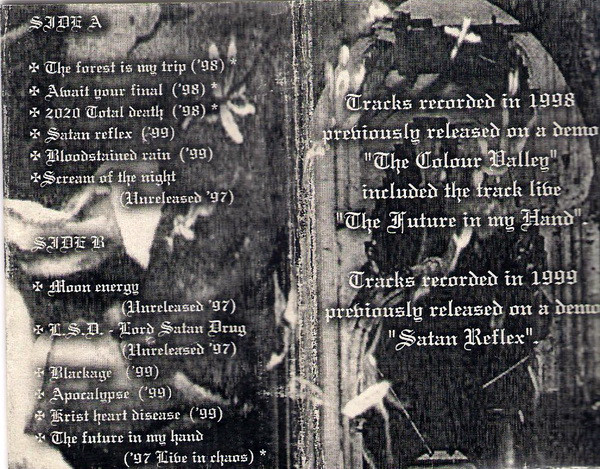 SIDE A
✠ The forest is my trip ('98) *
✠ Await your final ('98) *
✠ 2020 Total death ('98) *
✠ Satan reflex ('99)
✠ Bloodstained rain ('99)
✠ Scream of the night
(Unreleased '97)
SIDE B
✠ Moon energy
(Unreleased '97)
✠ L.S.D. - Lord Satan Drug
(Unreleased '97)
✠ Blackage ('99)
✠ Apocalypse ('99)
✠ Krist heart disease ('99)
✠ The future in my hand
('97 Live in chaos) *
Tracks recorded in 1998
previously released on a demo
"The Colour Valley"
included the track live
"The Future in my Hand".
Tracks recorded in 1999
previously released on a demo
"Satan Reflex".